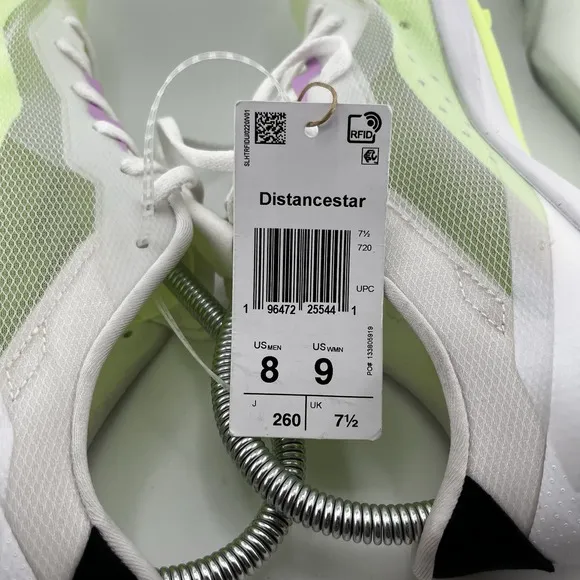 SLHTRFIDUI0220IV01
RFID
Distancestar
7½
720
UPC
1 96472 25544 1
US MEN US WMN
8 9
J UK
260 7½
PO# 133805919